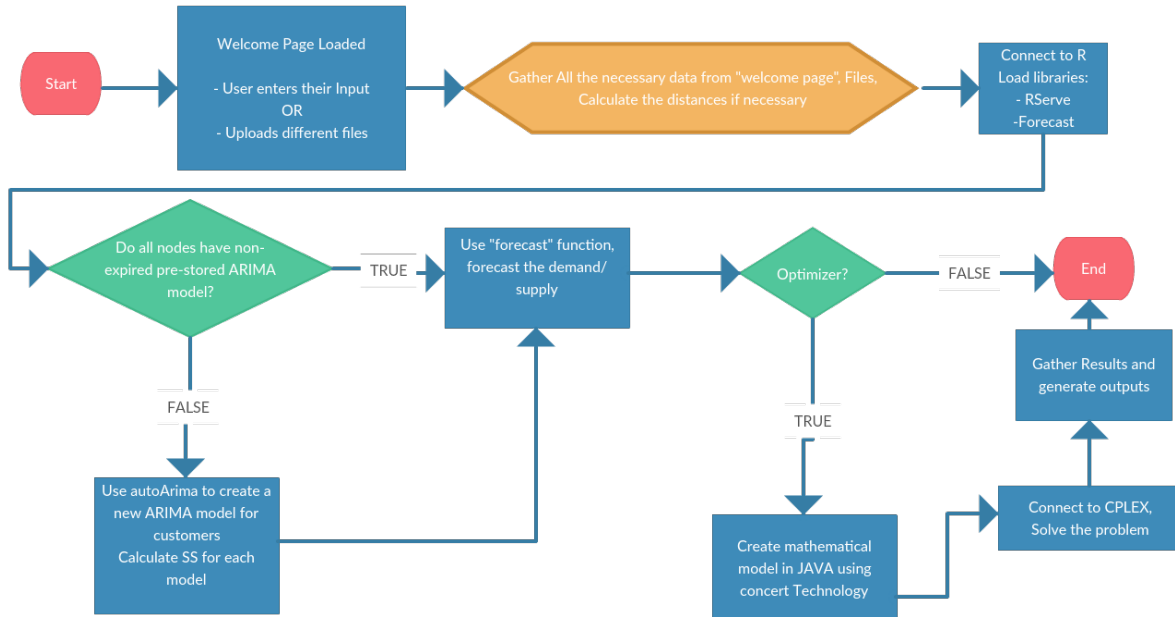 Start
Welcome Page Loaded
- User enters their Input
OR
- Uploads different files
Gather All the necessary data from "welcome page", Files,
Calculate the distances if necessary
Connect to R
Load libraries:
- RServe
-Forecast
Do all nodes have non-
expired pre-stored ARIMA
model?
TRUE
Use "forecast" function,
forecast the demand/
supply
Optimizer?
FALSE
End
FALSE
Use autoArima to create a
new ARIMA model for
customers
Calculate SS for each
model
TRUE
Create mathematical
model in JAVA using
concert Technology
Connect to CPLEX,
Solve the problem
Gather Results and
generate outputs